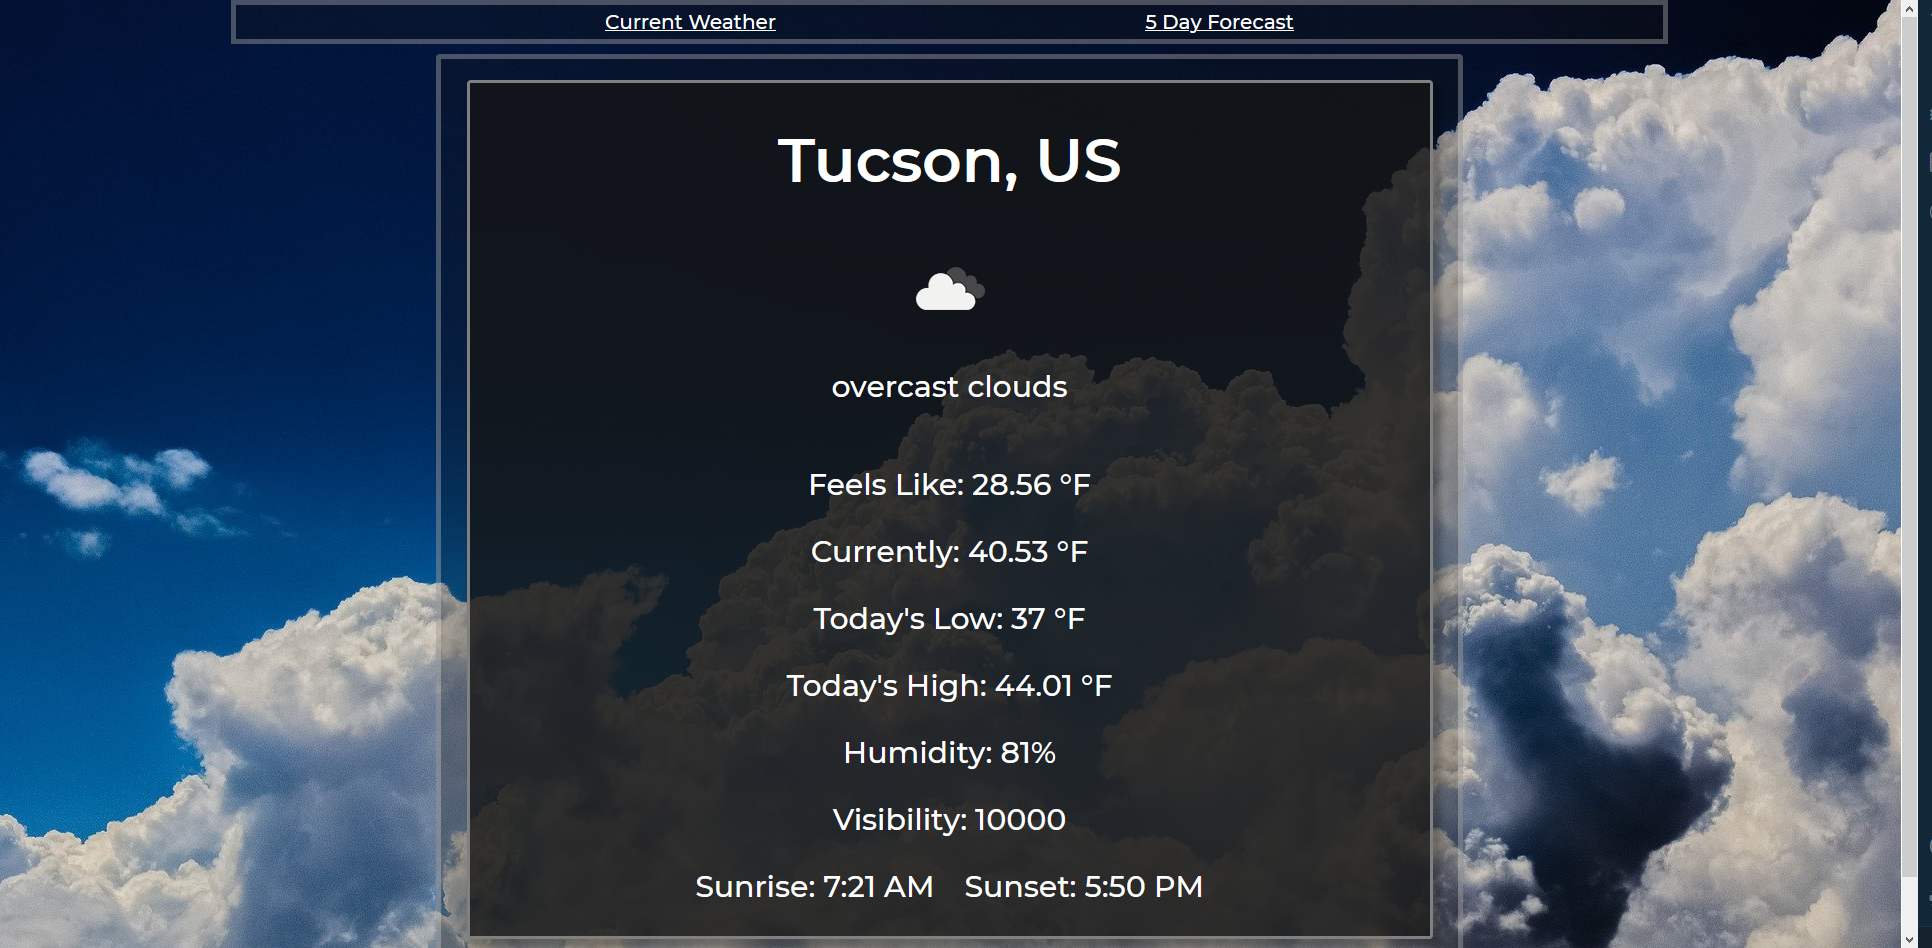 Current Weather 5 Day Forecast
Tucson, US
overcast clouds
Feels Like: 28.56 °F
Currently: 40.53 °F
Today's Low: 37 °F
Today's High: 44.01 °F
Humidity: 81%
Visibility: 10000
Sunrise: 7:21 AM Sunset: 5:50 PM